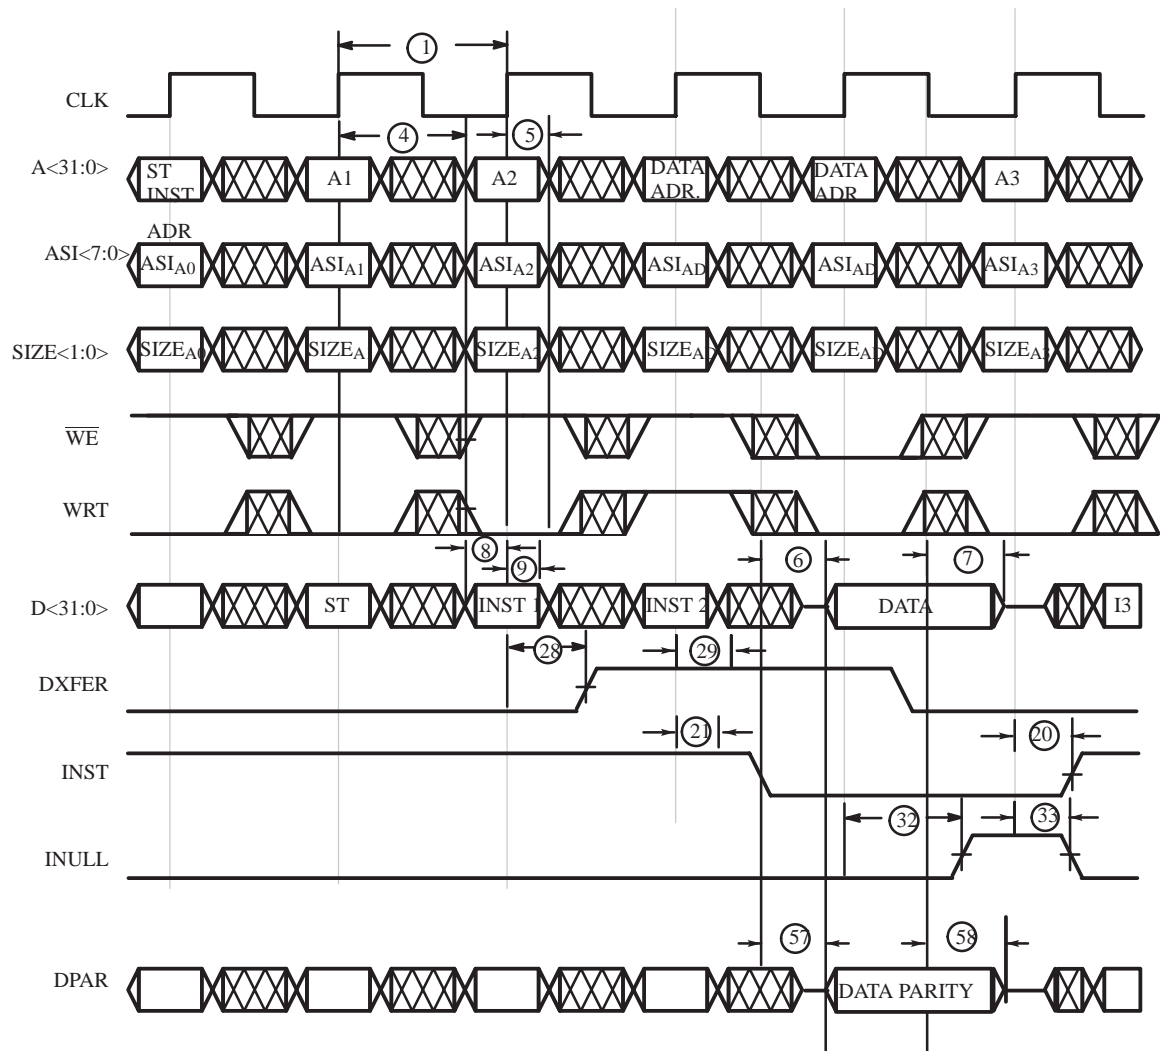 1
CLK
4
5
A<31:0>
ST
INST
ADR
A1
A2
DATA
ADR.
DATA
ADR
A3
ASI<7:0>
ASIA0
ASIA1
ASIA2
ASIAD
ASIAD
ASIA3
SIZE<1:0>
SIZEA0
SIZEA
SIZEA2
SIZEAD
SIZEAD
SIZEA3
WE
WRT
8
9
6
7
D<31:0>
ST
INST 1
INST 2
DATA
I3
28
29
DXFER
21
20
INST
32
33
INULL
57
58
DPAR
DATA PARITY